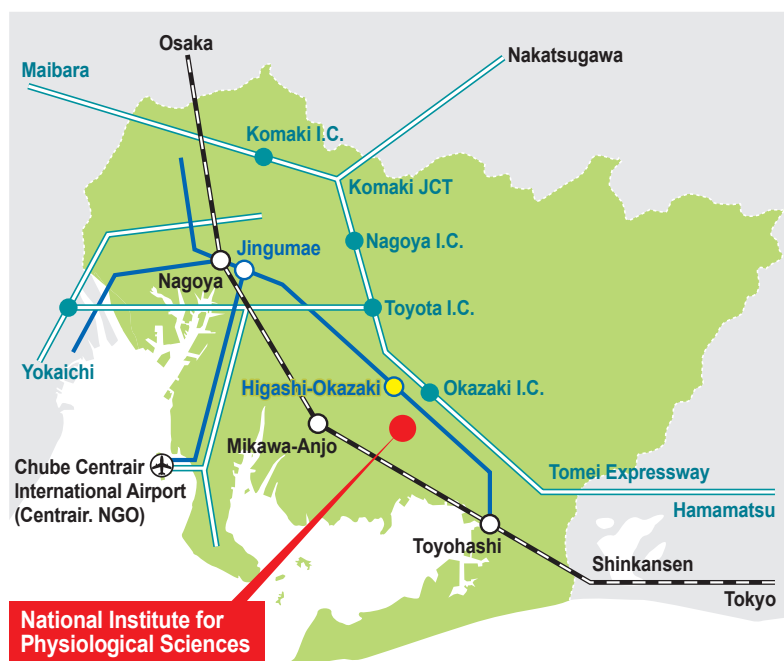 Osaka
Maibara
Nakatsugawa
Komaki I.C.
Komaki JCT
Jingumae
Nagoya I.C.
Nagoya
Toyota I.C.
Yokaichi
Higashi-Okazaki
Okazaki I.C.
Mikawa-Anjo
Chube Centrair
International Airport
(Centrair. NGO)
Tomei Expressway
Hamamatsu
Toyohashi
Shinkansen
Tokyo
National Institute for
Physiological Sciences